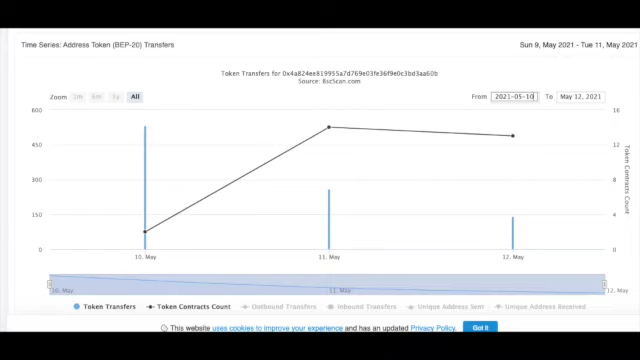 Time Series: Address Token (BEP-20) Transfers
Sun 9, May 2021 - Tue 11, May 2021
Token Transfers for 0x4a824ee819955a7d769e03fe36f9e0c3bd3aa60b
Source: BscScan.com
Zoom 1m 6m 1y All
From 2021-05-10 To May 12, 2021
600 16
450 12
300 8
150 4
0 0
Token Contracts Count
10. May 11. May 12. May
10. May 11. May 12. May
Token Transfers Token Contracts Count Outbound Transfers Inbound Transfers Unique Address Sent Unique Address Received
This website uses cookies to improve your experience and has an updated Privacy Policy. Got It